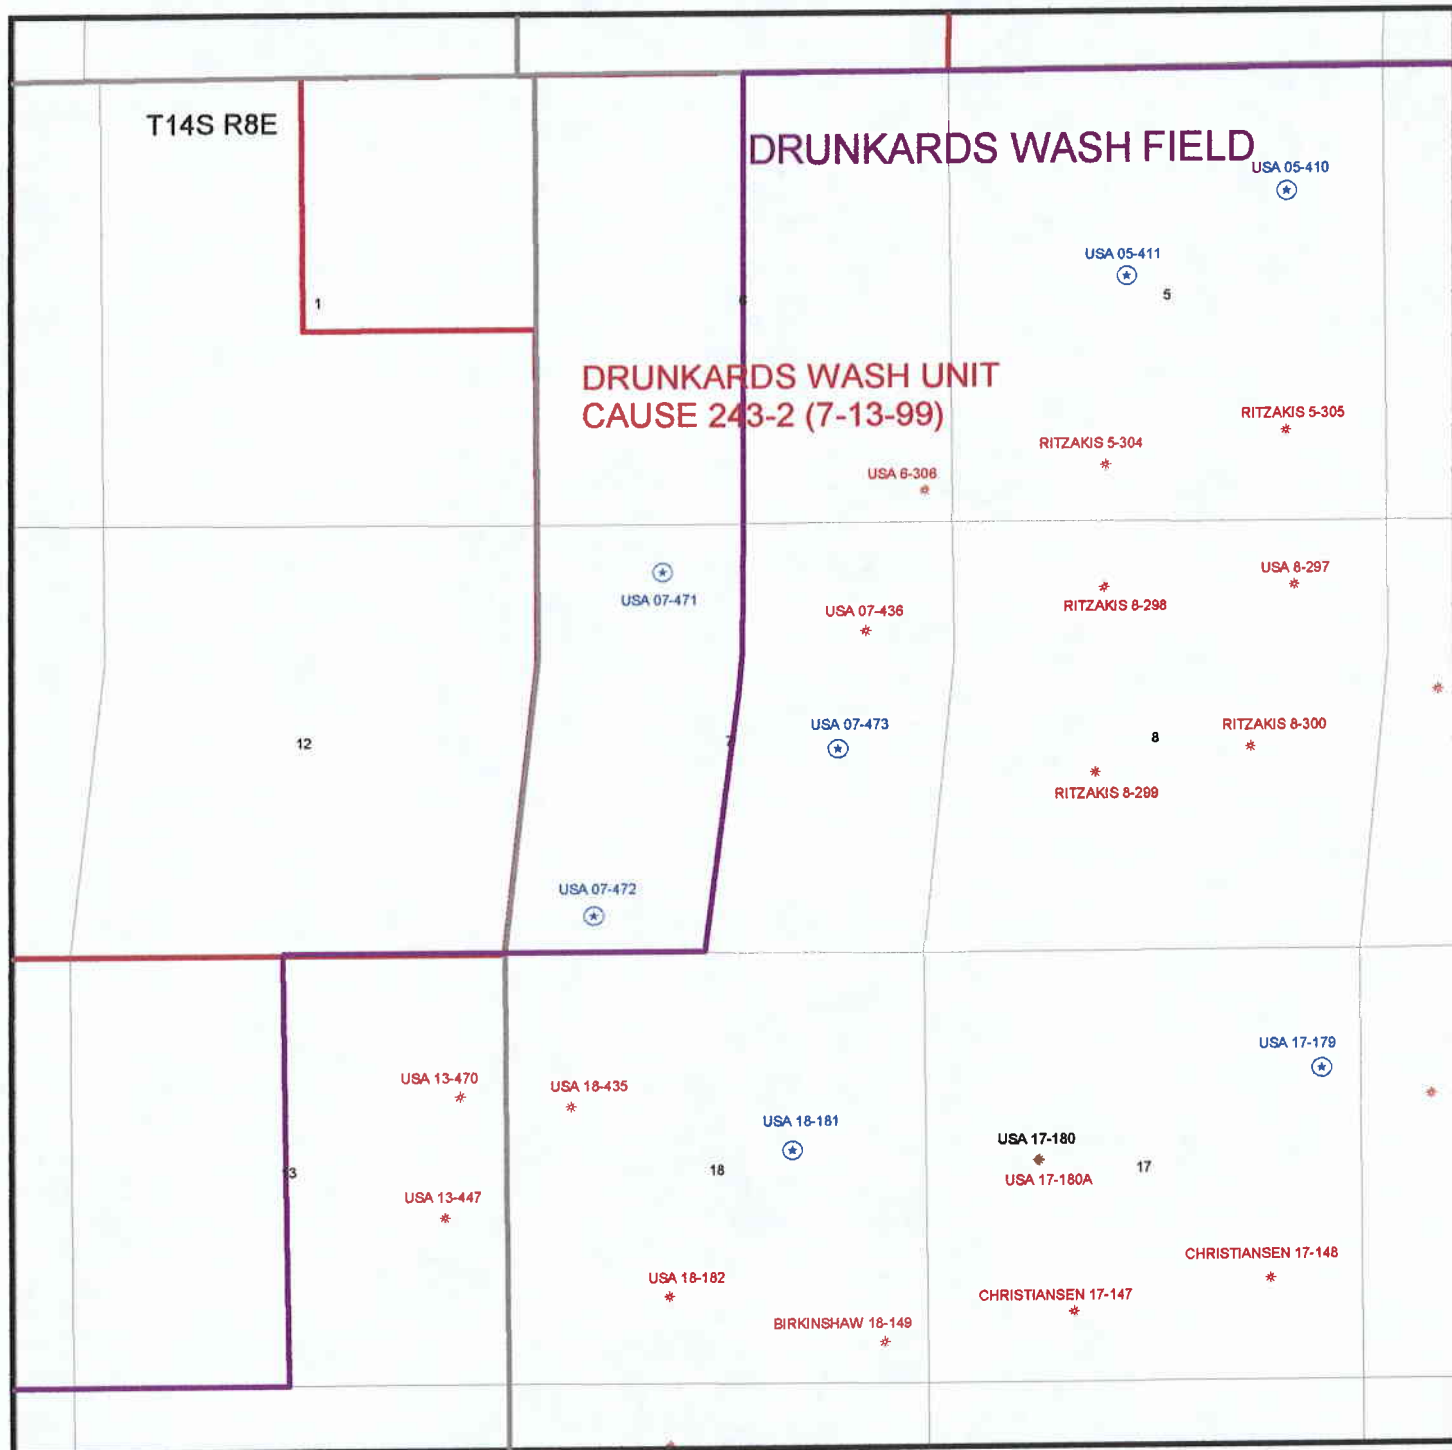 T14S R8E
DRUNKARDS WASH FIELD
USA 05-410
USA 05-411
5
1
6
DRUNKARDS WASH UNIT
CAUSE 243-2 (7-13-99)
RITZAKIS 5-305
RITZAKIS 5-304
USA 6-306
USA 8-297
USA 07-471
RITZAKIS 8-298
USA 07-436
USA 07-473
RITZAKIS 8-300
12
7
8
RITZAKIS 8-299
USA 07-472
USA 17-179
USA 13-470
USA 18-435
USA 18-181
USA 17-180
13
18
17
USA 17-180A
USA 13-447
CHRISTIANSEN 17-148
USA 18-182
CHRISTIANSEN 17-147
BIRKINSHAW 18-149